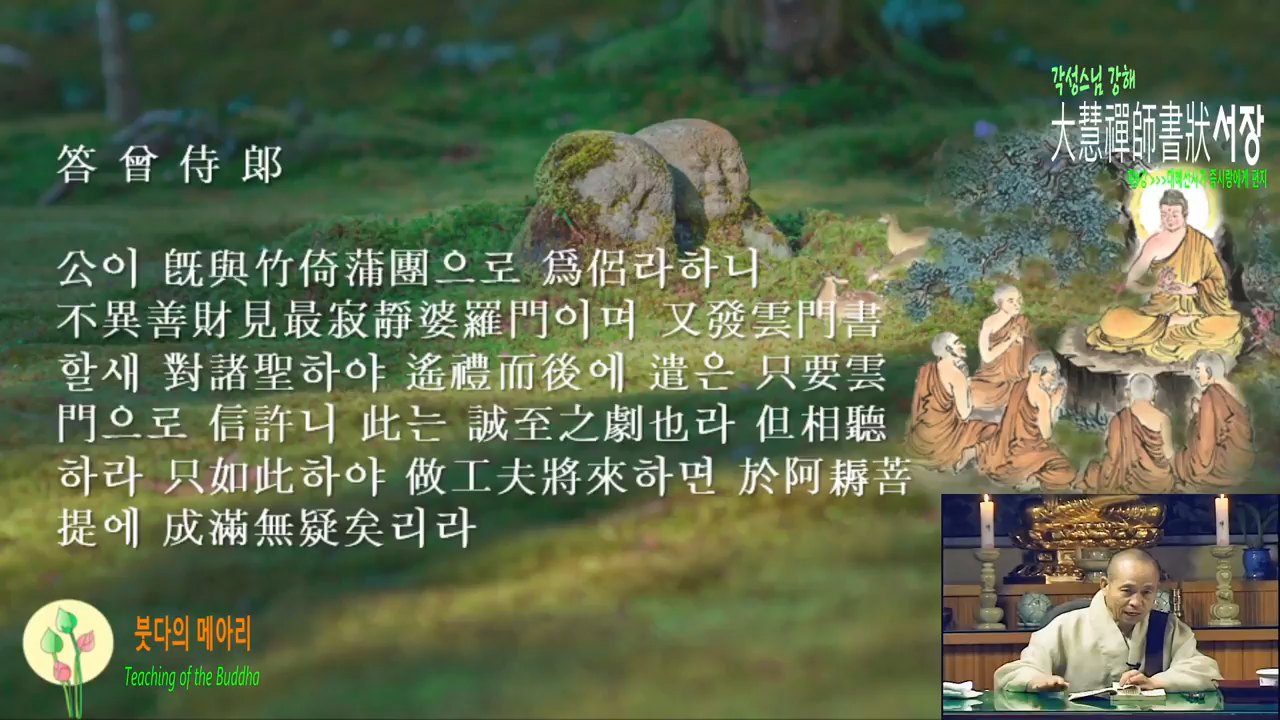 각성스님 강해
大慧禪師書狀서장
答曾侍郞
公이 旣與竹倚蒲團으로 爲侶라하니
不異善財見最寂靜婆羅門이며 又發雲門書
할새 對諸聖하야 遙禮而後에 遣은 只要雲
門으로 信許니 此는 誠至之劇也라 但相聽
하라 只如此하야 做工夫將來하면 於阿耨菩
提에 成滿無疑矣리라
붓다의 메아리
Teaching of the Buddha